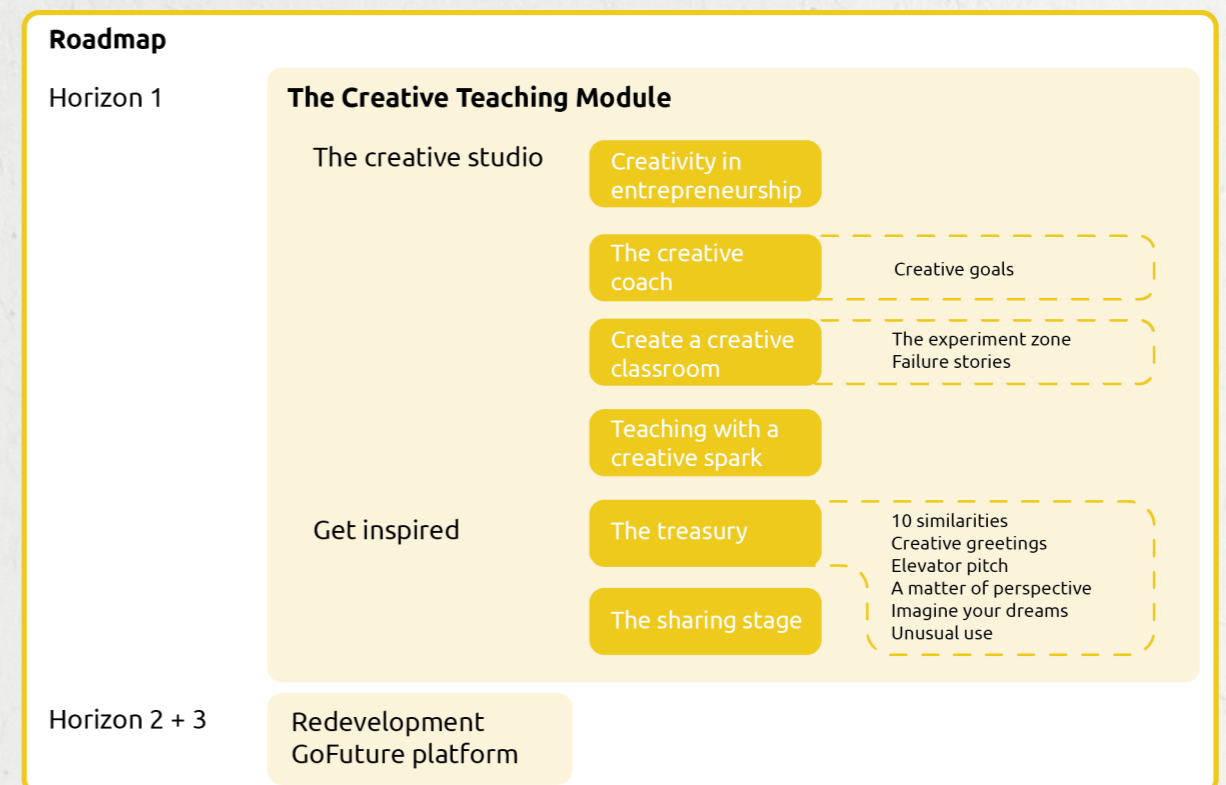 Roadmap
Horizon 1
The Creative Teaching Module
The creative studio
Creativity in
entrepreneurship
The creative
coach
Creative goals
Create a creative
classroom
The experiment zone
Failure stories
Teaching with a
creative spark
Get inspired
The treasury
10 similarities
Creative greetings
Elevator pitch
A matter of perspective
Imagine your dreams
Unusual use
The sharing stage
Horizon 2 + 3
Redevelopment
GoFuture platform